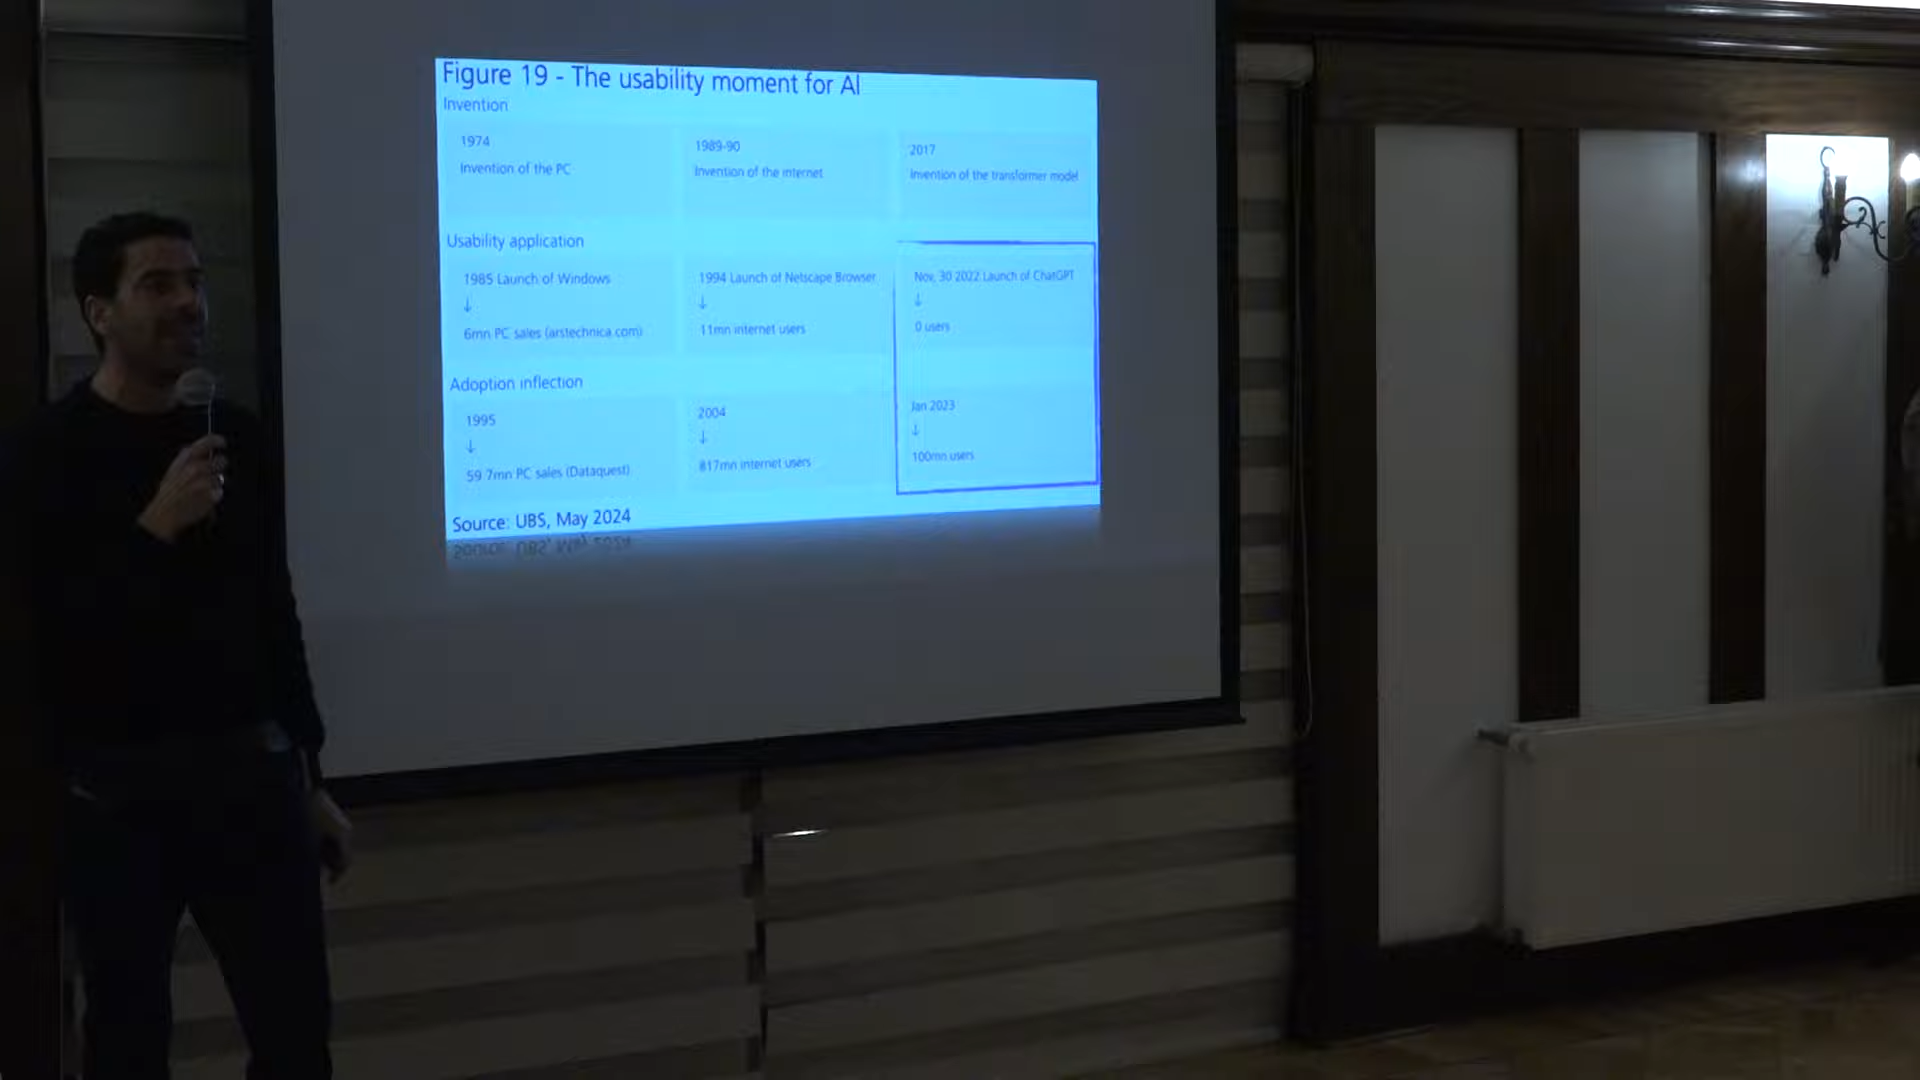 Figure 19 - The usability moment for AI
Invention
1974
Invention of the PC
1989-90
Invention of the internet
2017
Invention of the transformer model
Usability application
1985 Launch of Windows
↓
6mn PC sales (arstechnica.com)
1994 Launch of Netscape Browser
↓
11mn internet users
Nov, 30 2022 Launch of ChatGPT
↓
0 users
Adoption inflection
1995
↓
59.7mn PC sales (Dataquest)
2004
↓
817mn internet users
Jan 2023
↓
100mn users
Source: UBS, May 2024